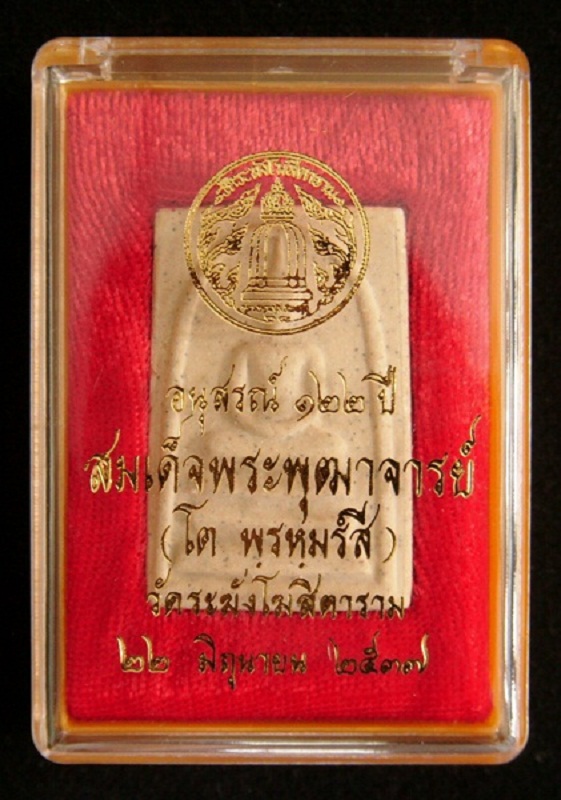 อนุสรณ์ ๑๒๒ ปี
สมเด็จพระพุฒาจารย์
(โต พฺรหฺมรํสี)
วัดระฆังโฆสิตาราม
๒๒ มิถุนายน ๒๕๓๗